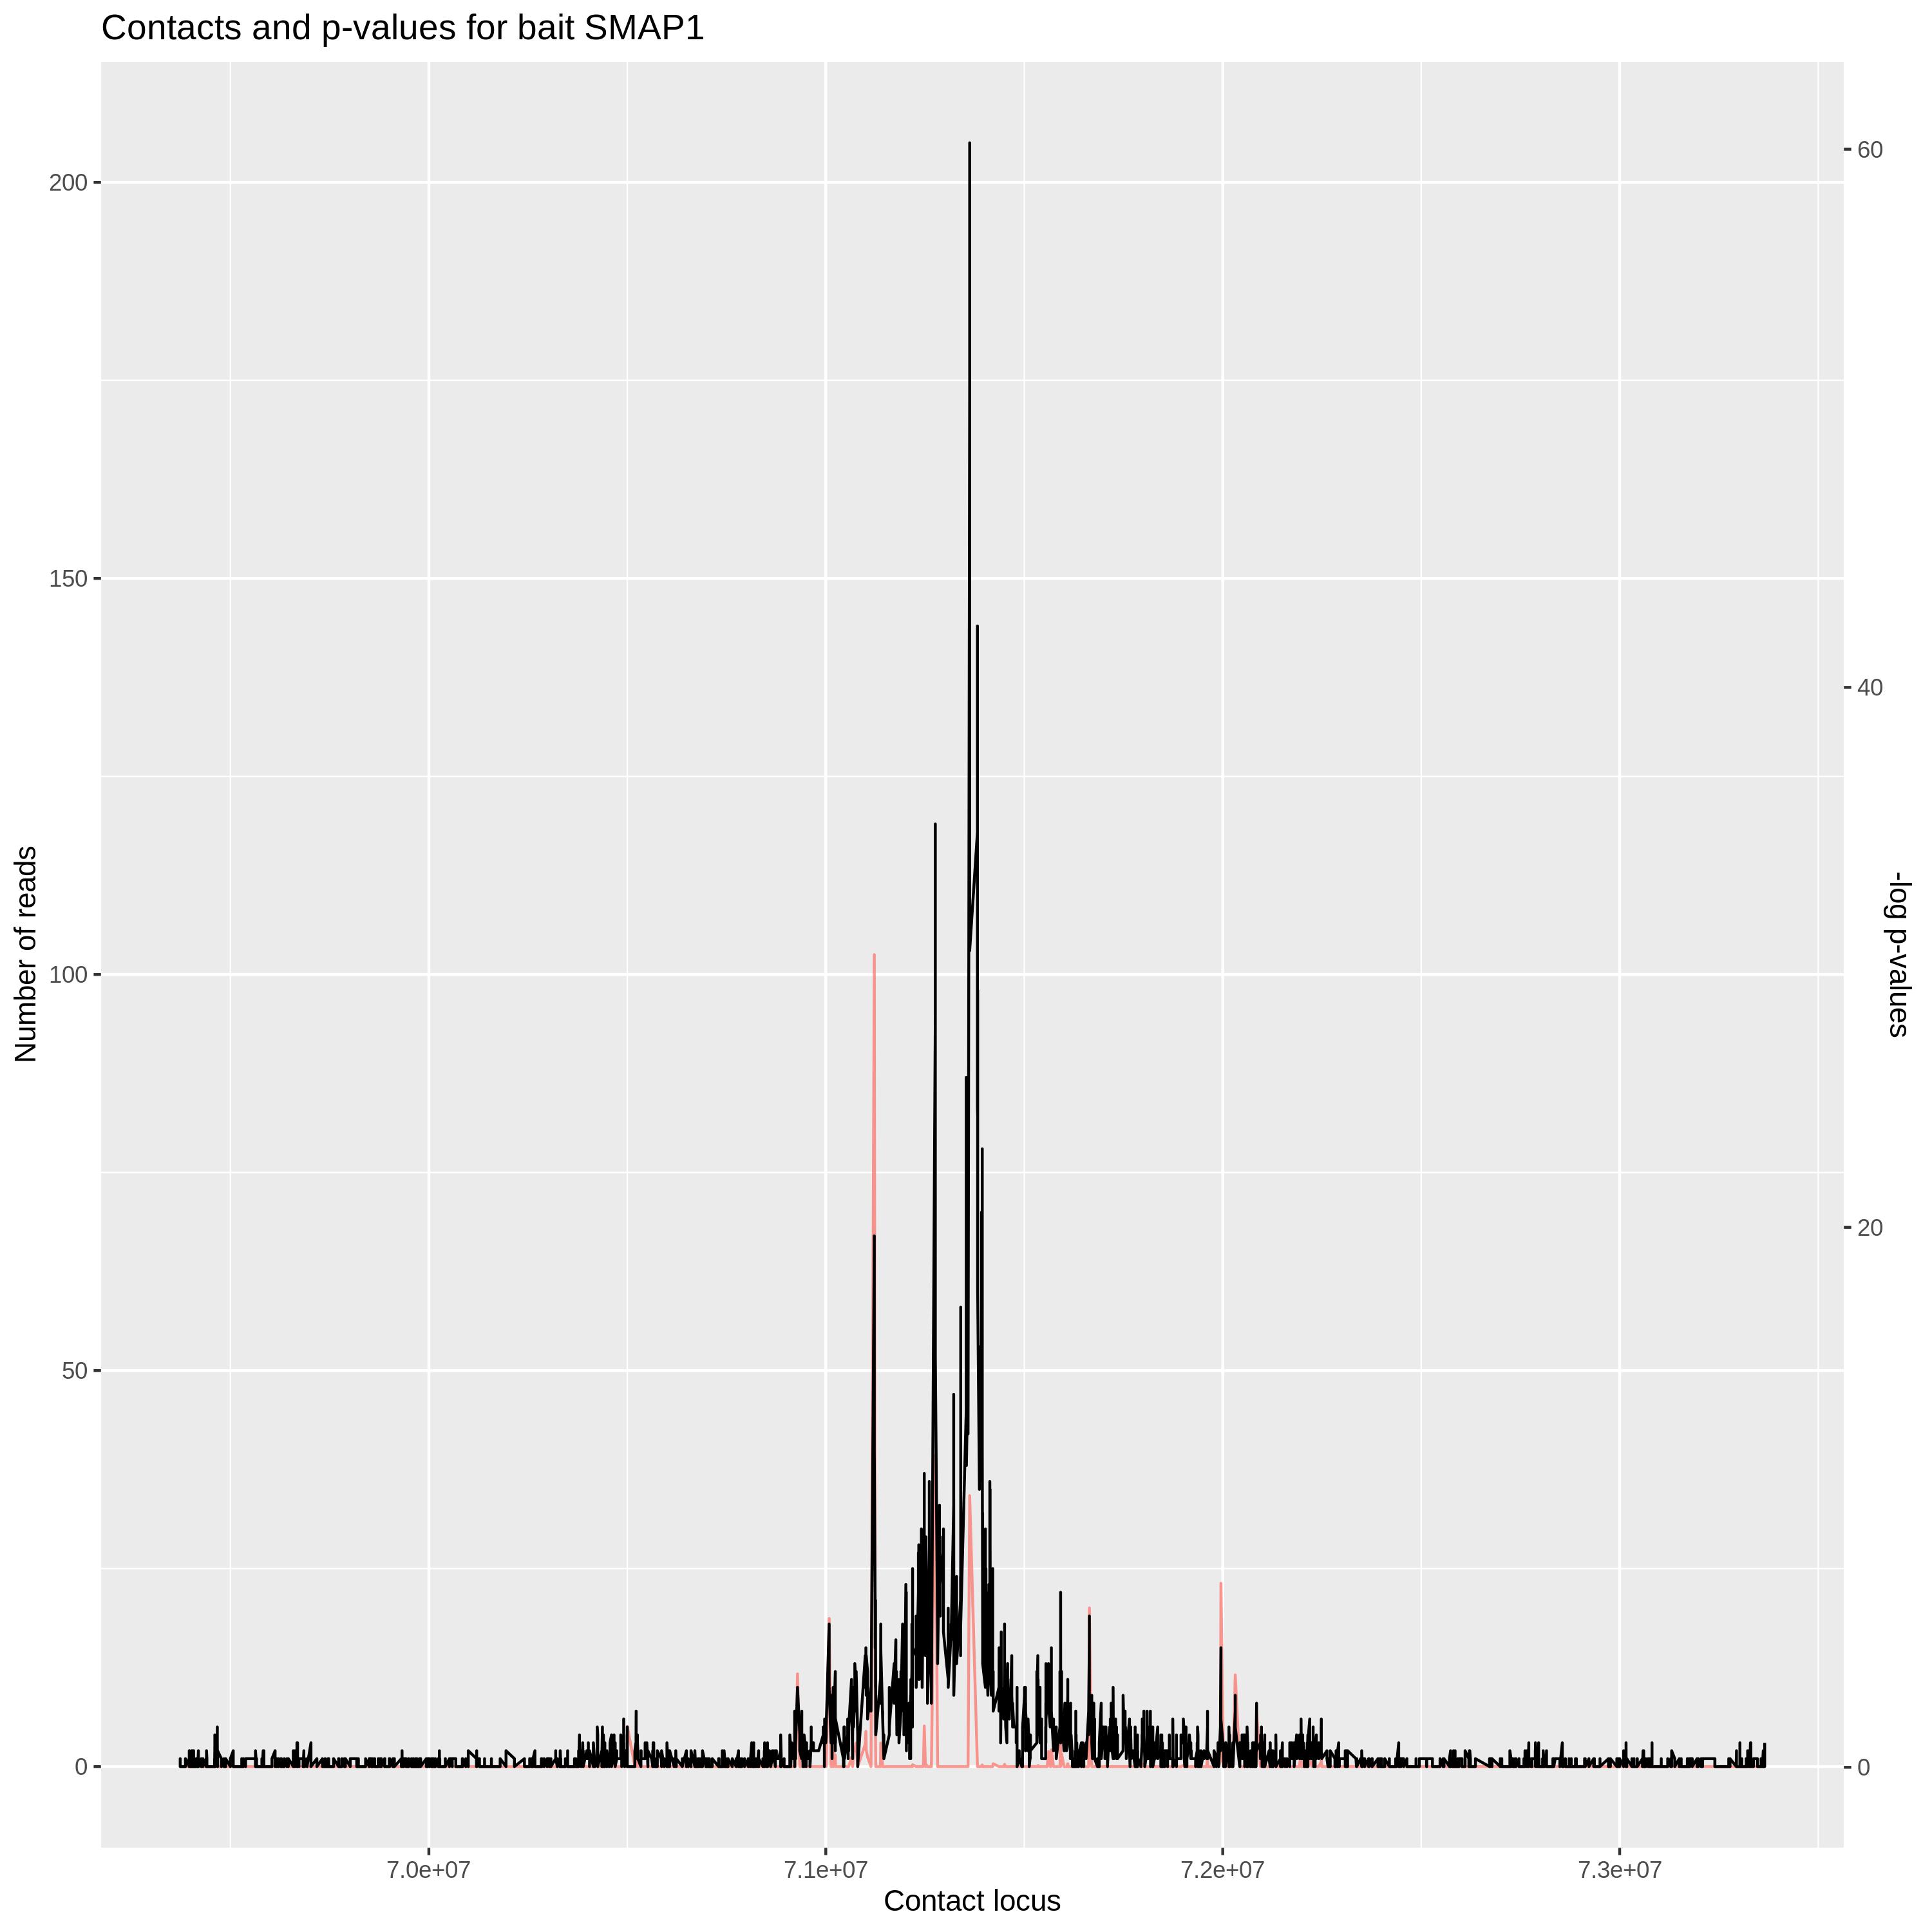 Contacts and p-values for bait SMAP1
200
150
100
50
0
Number of reads
60
40
20
0
-log p-values
7.0e+07
7.1e+07
7.2e+07
7.3e+07
Contact locus